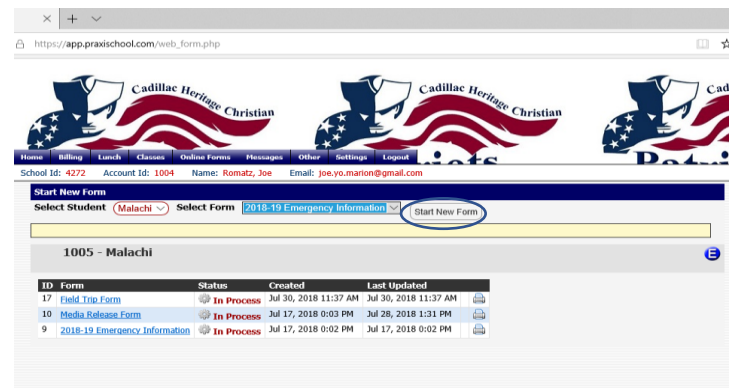 https://app.praxischool.com/web_form.php
Cadillac Heritage Christian
Cadillac Heritage Christian
Cad
Home Billing Lunch Classes Online Forms Messages Other Settings Logout
School Id: 4272 Account Id: 1004 Name: Romatz, Joe Email: joe.yo.marion@gmail.com
Start New Form
Select Student Malachi Select Form 2018-19 Emergency Information Start New Form
1005 - Malachi
E
ID Form Status Created Last Updated
17 Field Trip Form In Process Jul 30, 2018 11:37 AM Jul 30, 2018 11:37 AM
10 Media Release Form In Process Jul 17, 2018 0:03 PM Jul 28, 2018 1:31 PM
9 2018-19 Emergency Information In Process Jul 17, 2018 0:02 PM Jul 17, 2018 0:02 PM